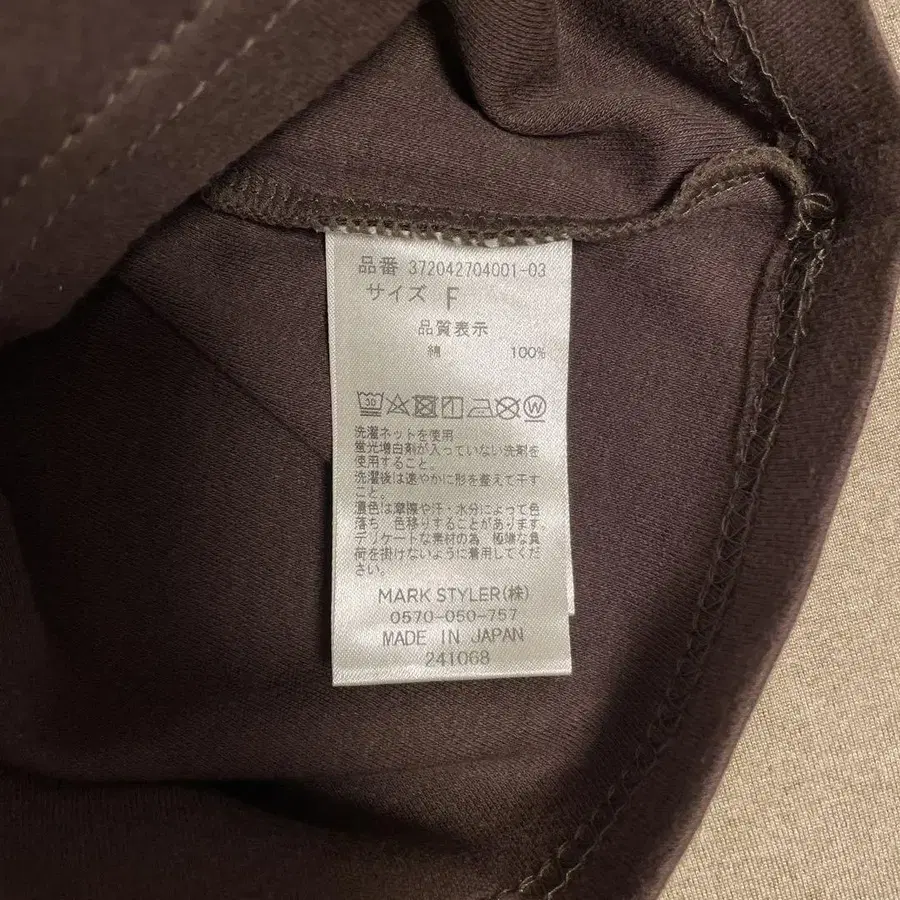 品番 372042704001-03
サイズ F
品質表示
綿 100%
30
W
洗濯ネットを使用
蛍光増白剤が入っていない洗剤を
使用すること。
洗濯後は速やかに形を整えて干す
こと。
濃色は摩擦や汗・水分によって色
落ち 色移りすることがあります。
デリケートな素材の為 極端な負
荷を掛けないように着用してくだ
さい。
MARK STYLER(株)
0570-050-757
MADE IN JAPAN
241068